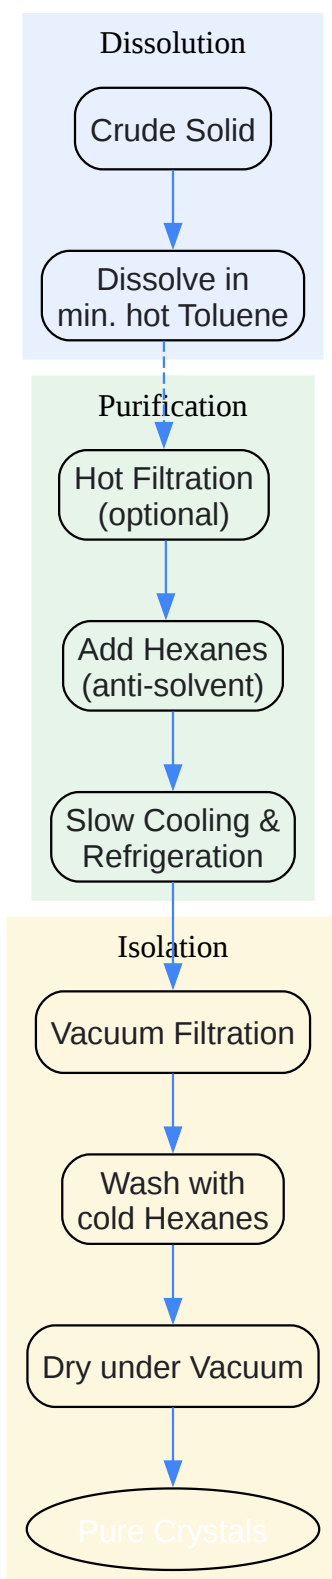 Dissolution
Crude Solid
Dissolve in
min. hot Toluene
Purification
Hot Filtration
(optional)
Add Hexanes
(anti-solvent)
Slow Cooling &
Refrigeration
Isolation
Vacuum Filtration
Wash with
cold Hexanes
Dry under Vacuum
Pure Crystals